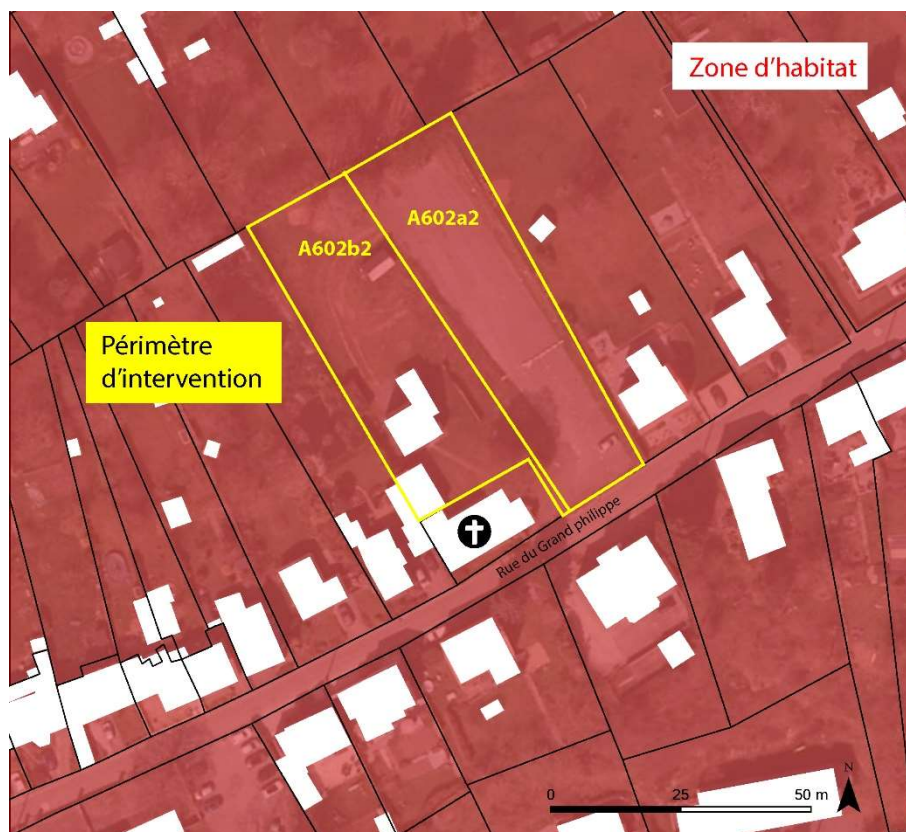 Zone d'habitat
A602a2
A602b2
Périmètre
d'intervention
Rue du Grand philippe
N
0 25 50 m